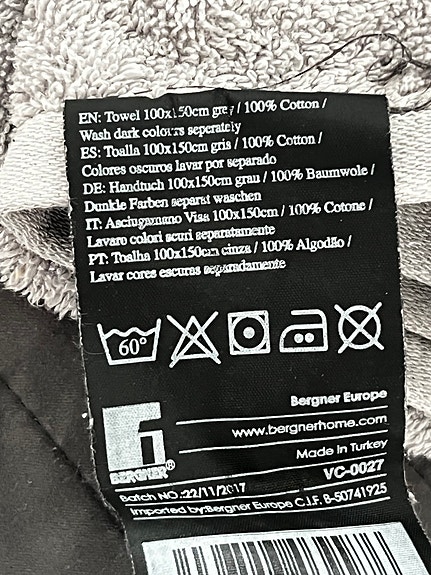 EN: Towel 100x150cm grey / 100% Cotton /
Wash dark colours seperately
ES: Toalla 100x150cm gris / 100% Cotton /
Colores oscuros lavar por separado
DE: Handtuch 100x150cm grau / 100% Baumwole /
Dunkle Farben separat waschen
IT: Asciugamano Visa 100x150cm / 100% Cotone /
Lavare colori scuri separatamente
PT: Toalha 100x150cm cinza / 100% Algodão /
Lavar cores escuras separadamente
60°
Bergner Europe
www.bergnerhome.com
Made in Turkey
BERGNER®
VC-0027
Batch NO.:22/11/2017
Imported by:Bergner Europe C.I.F. B-50741925